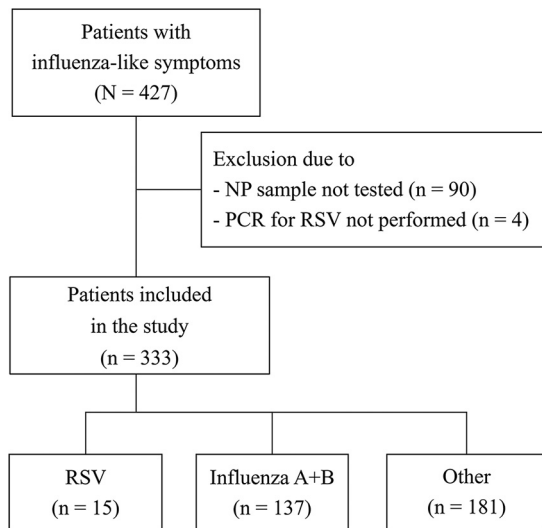 Patients with
influenza-like symptoms
(N = 427)
Exclusion due to
- NP sample not tested (n = 90)
- PCR for RSV not performed (n = 4)
Patients included
in the study
(n = 333)
RSV
(n = 15)
Influenza A+B
(n = 137)
Other
(n = 181)